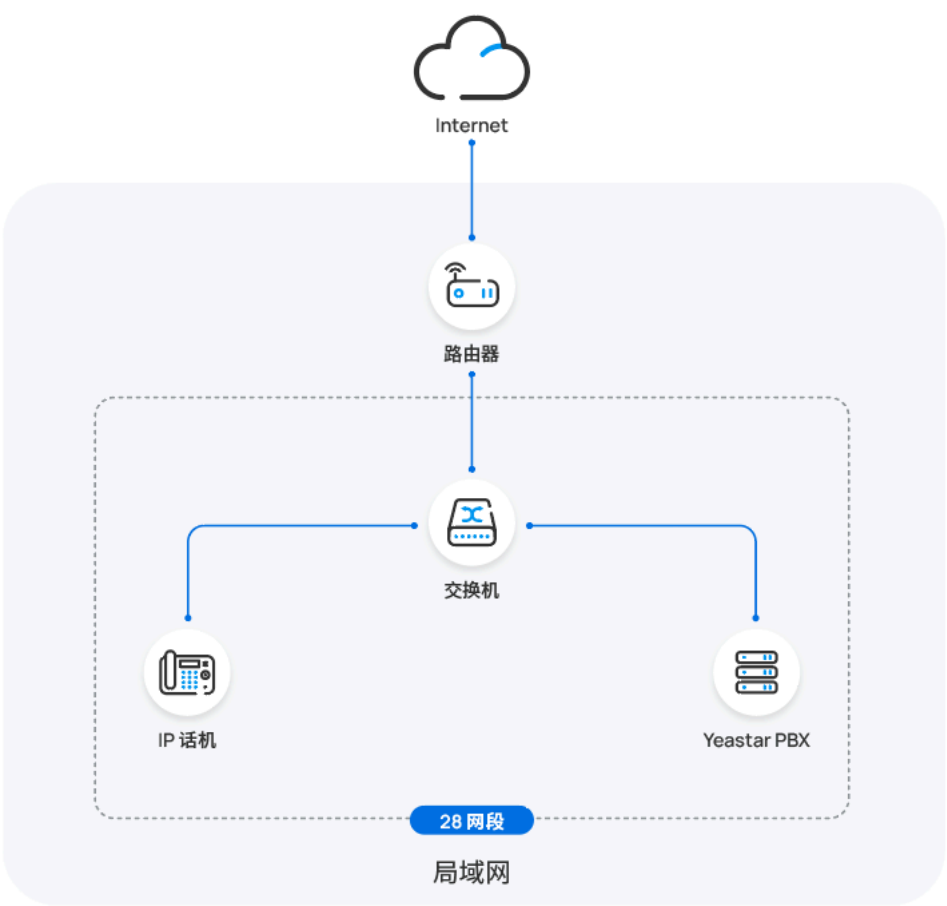 Internet
路由器
交换机
IP 话机
Yeastar PBX
28 网段
局域网